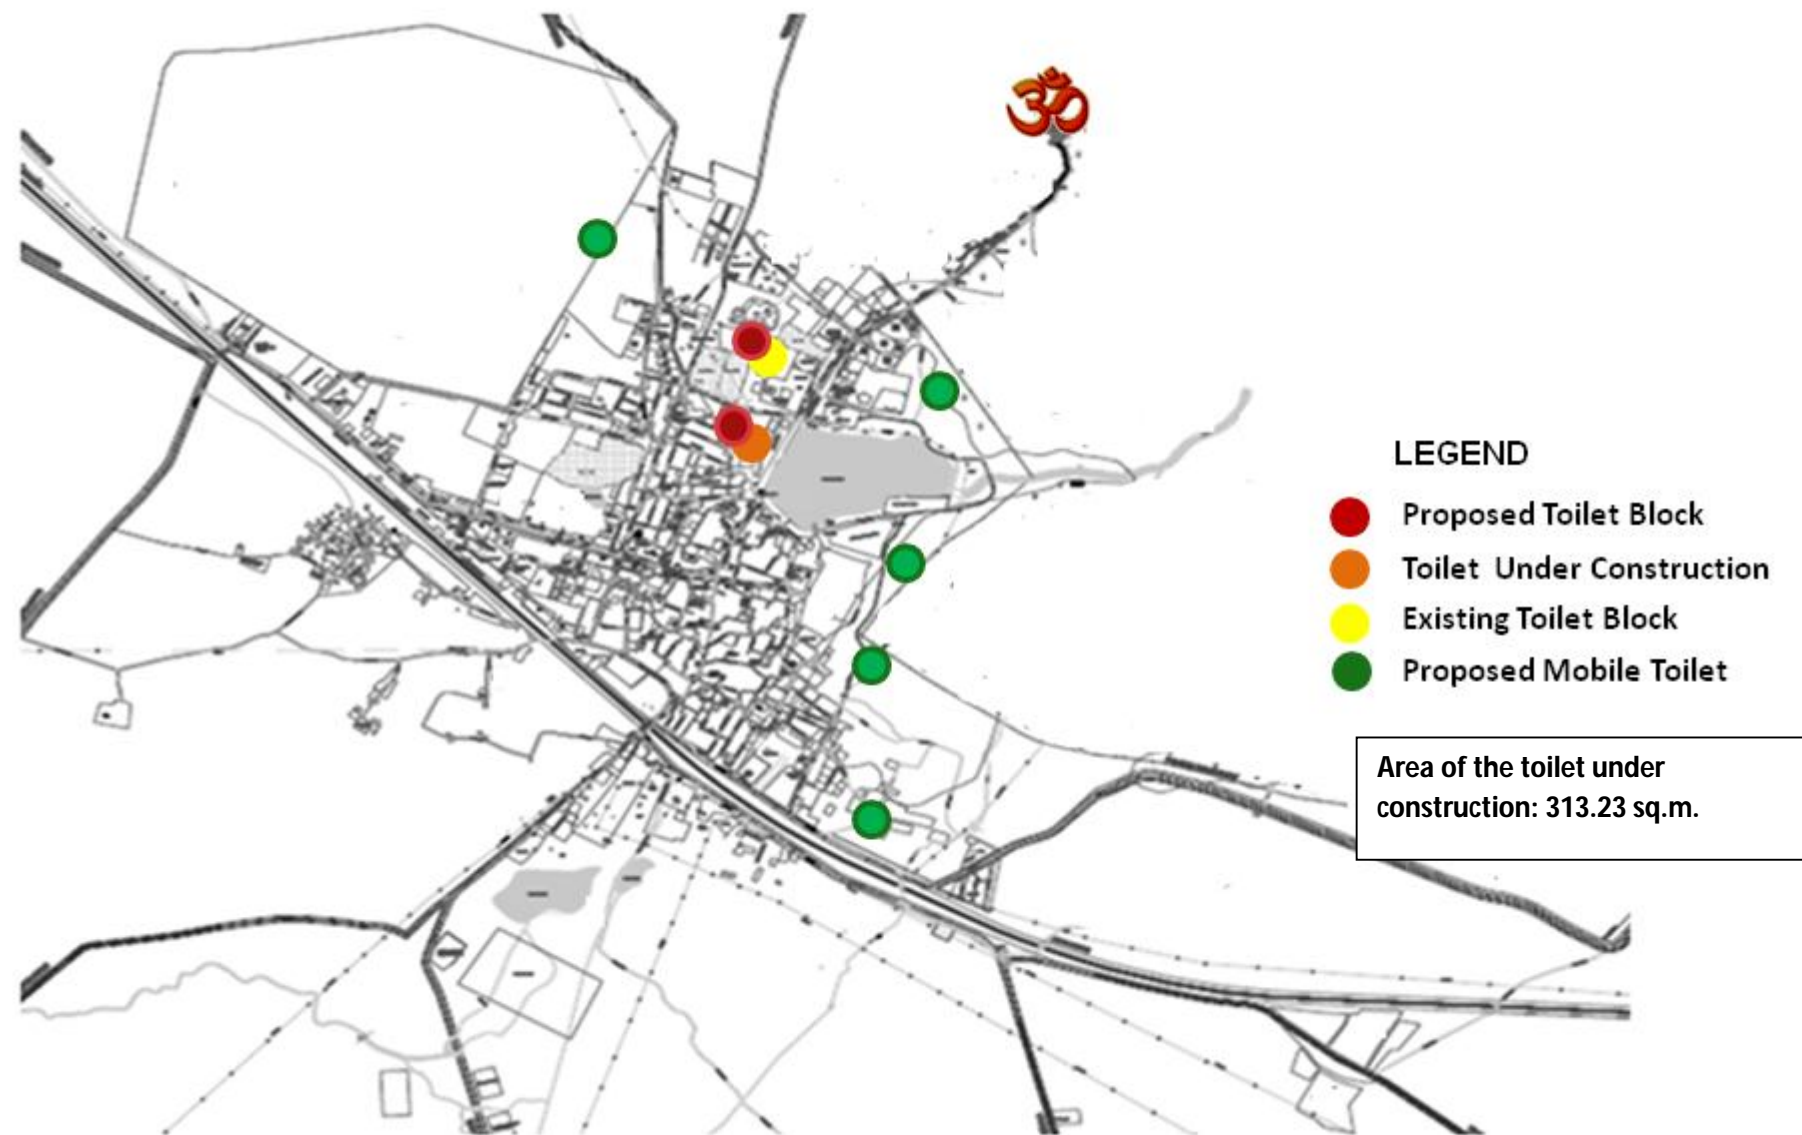 ॐ
LEGEND
Proposed Toilet Block
Toilet Under Construction
Existing Toilet Block
Proposed Mobile Toilet
Area of the toilet under
construction: 313.23 sq.m.